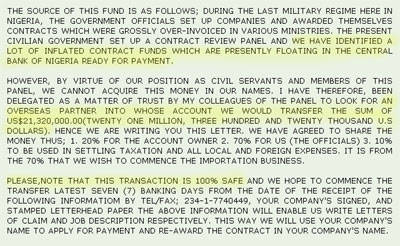 THE SOURCE OF THIS FUND IS AS FOLLOWS; DURING THE LAST MILITARY REGIME HERE IN
NIGERIA, THE GOVERNMENT OFFICIALS SET UP COMPANIES AND AWARDED THEMSELVES
CONTRACTS WHICH WERE GROSSLY OVER-INVOICED IN VARIOUS MINISTRIES. THE PRESENT
CIVILIAN GOVERNMENT SET UP A CONTRACT REVIEW PANEL AND WE HAVE IDENTIFIED A
LOT OF INFLATED CONTRACT FUNDS WHICH ARE PRESENTLY FLOATING IN THE CENTRAL
BANK OF NIGERIA READY FOR PAYMENT.
HOWEVER, BY VIRTUE OF OUR POSITION AS CIVIL SERVANTS AND MEMBERS OF THIS
PANEL, WE CANNOT ACQUIRE THIS MONEY IN OUR NAMES. I HAVE THEREFORE, BEEN
DELEGATED AS A MATTER OF TRUST BY MY COLLEAGUES OF THE PANEL TO LOOK FOR AN
OVERSEAS PARTNER INTO WHOSE ACCOUNT WE WOULD TRANSFER THE SUM OF
US$21,320,000.00(TWENTY ONE MILLION, THREE HUNDRED AND TWENTY THOUSAND U.S
DOLLARS). HENCE WE ARE WRITING YOU THIS LETTER. WE HAVE AGREED TO SHARE THE
MONEY THUS; 1. 20% FOR THE ACCOUNT OWNER 2. 70% FOR US (THE OFFICIALS) 3. 10%
TO BE USED IN SETTLING TAXATION AND ALL LOCAL AND FOREIGN EXPENSES. IT IS FROM
THE 70% THAT WE WISH TO COMMENCE THE IMPORTATION BUSINESS.
PLEASE,NOTE THAT THIS TRANSACTION IS 100% SAFE AND WE HOPE TO COMMENCE THE
TRANSFER LATEST SEVEN (7) BANKING DAYS FROM THE DATE OF THE RECEIPT OF THE
FOLLOWING INFORMATIOM BY TEL/FAX; 234-1-7740449, YOUR COMPANY'S SIGNED, AND
STAMPED LETTERHEAD PAPER THE ABOVE INFORMATION WILL ENABLE US WRITE LETTERS
OF CLAIM AND JOB DESCRIPTION RESPECTIVELY. THIS WAY WE WILL USE YOUR COMPANY'S
NAME TO APPLY FOR PAYMENT AND RE-AWARD THE CONTRACT IN YOUR COMPANY'S NAME.